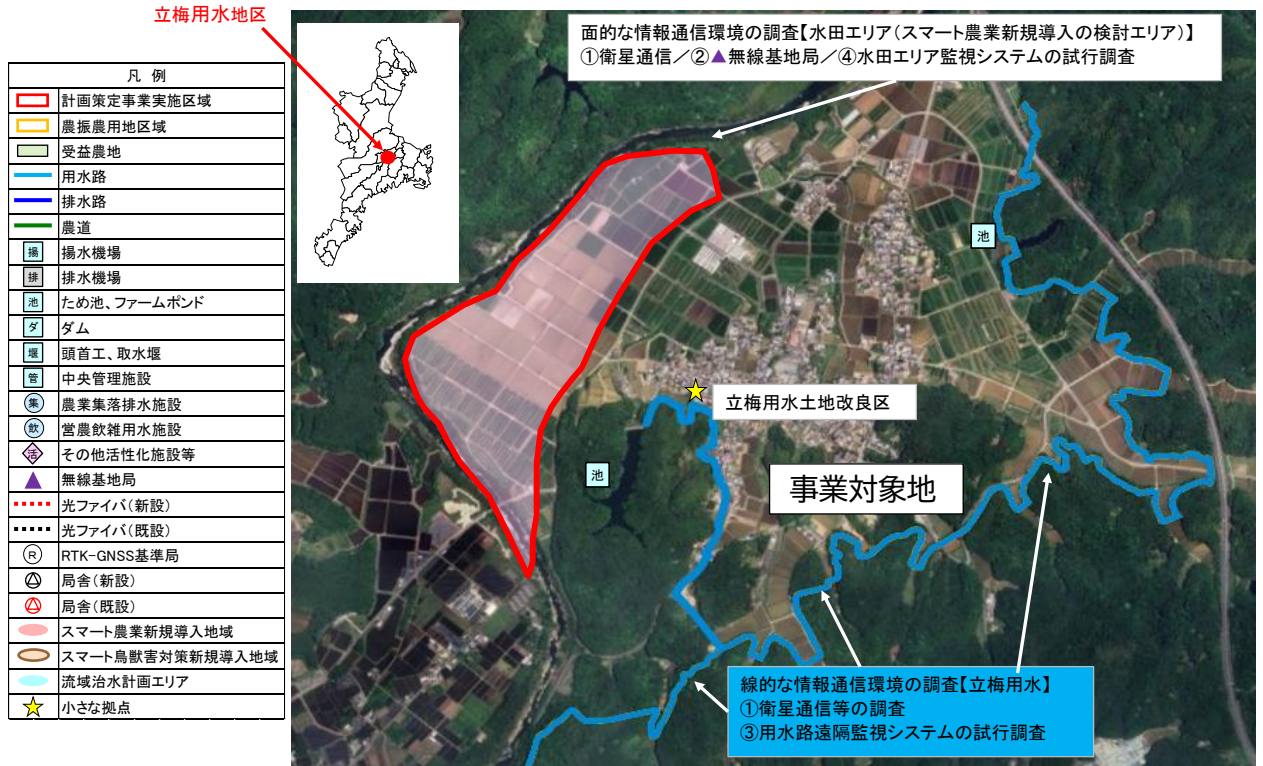 立梅用水地区
面的な情報通信環境の調査【水田エリア（スマート農業新規導入の検討エリア）】
①衛星通信／②▲無線基地局／④水田エリア監視システムの試行調査
凡 例
計画策定事業実施区域
農振農用地区域
受益農地
用水路
排水路
農道
揚 揚水機場
排 排水機場
池 ため池、ファームポンド
ダ ダム
堰 頭首工、取水堰
管 中央管理施設
集 農業集落排水施設
飲 営農飲雑用水施設
活 その他活性化施設等
無線基地局
光ファイバ（新設）
光ファイバ（既設）
R RTK-GNSS基準局
局舎（新設）
局舎（既設）
スマート農業新規導入地域
スマート鳥獣害対策新規導入地域
流域治水計画エリア
小さな拠点
池
立梅用水土地改良区
池
事業対象地
線的な情報通信環境の調査【立梅用水】
①衛星通信等の調査
③用水路遠隔監視システムの試行調査